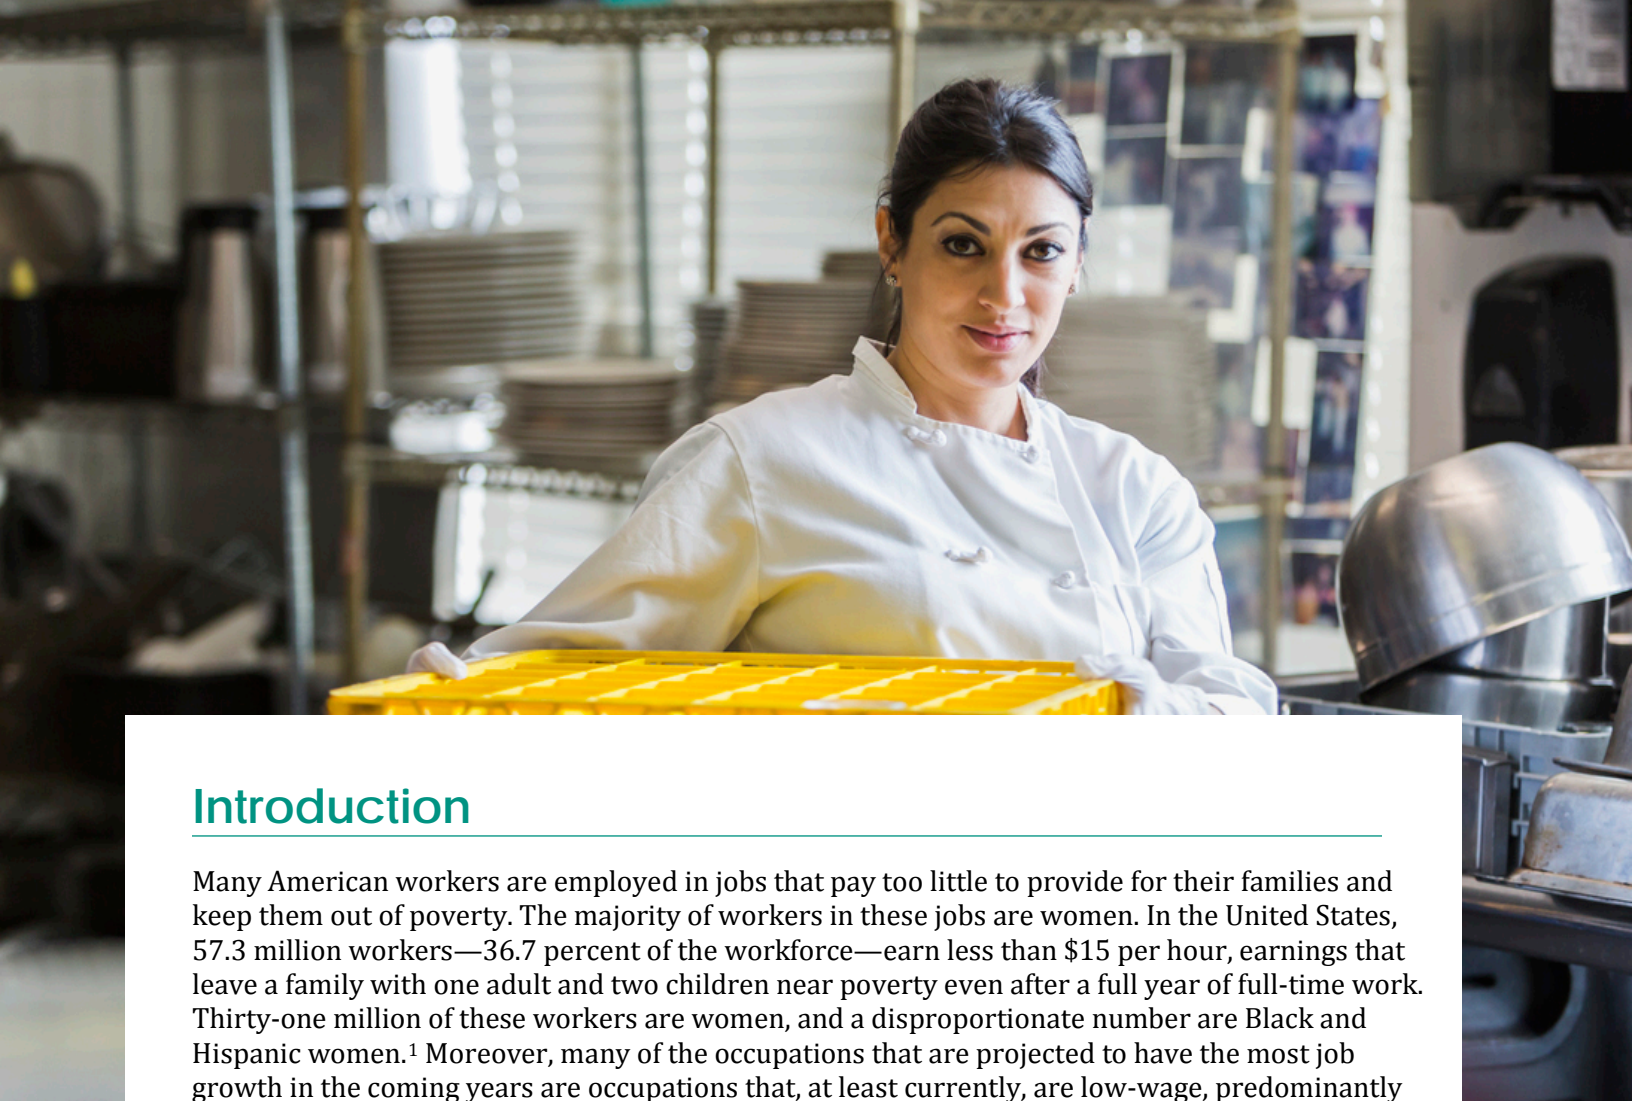 Introduction
Many American workers are employed in jobs that pay too little to provide for their families and
keep them out of poverty. The majority of workers in these jobs are women. In the United States,
57.3 million workers—36.7 percent of the workforce—earn less than $15 per hour, earnings that
leave a family with one adult and two children near poverty even after a full year of full-time work.
Thirty-one million of these workers are women, and a disproportionate number are Black and
Hispanic women.1 Moreover, many of the occupations that are projected to have the most job
growth in the coming years are occupations that, at least currently, are low-wage, predominantly